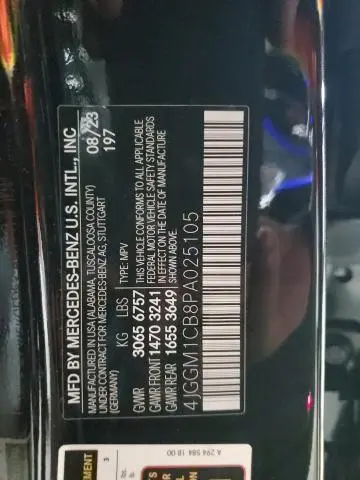 MFD BY MERCEDES-BENZ U.S. INTL., INC
MANUFACTURED IN USA (ALABAMA, TUSCALOOSA COUNTY) 08/23
UNDER CONTRACT FOR MERCEDES-BENZ AG, STUTTGART 197
KG LBS TYPE: MPV
GVWR 3065 6757 THIS VEHICLE CONFORMS TO ALL APPLICABLE
GAWR FRONT 1470 3241 FEDERAL MOTOR VEHICLE SAFETY STANDARDS
IN EFFECT ON THE DATE OF MANUFACTURE
GAWR REAR 1655 3649 SHOWN ABOVE.
4JGGM1CB8PA025105
A 294 584 18 00